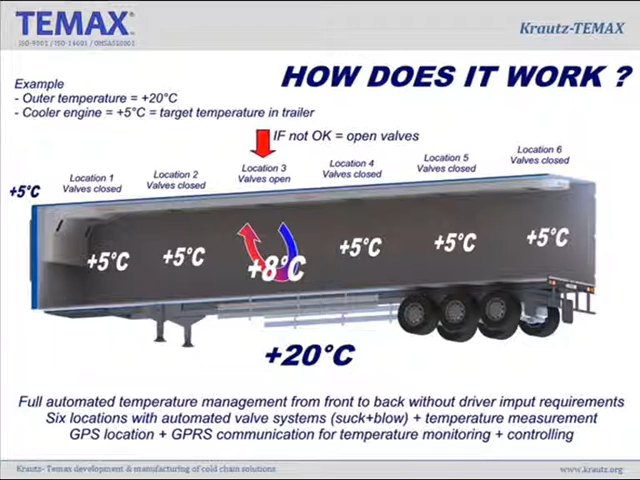 TEMAX®
ISO-9001 / ISO-14001 / OHSAS18001
Krautz-TEMAX
HOW DOES IT WORK ?
Example
- Outer temperature = +20°C
- Cooler engine = +5°C = target temperature in trailer
IF not OK = open valves
+5°C
Location 1
Valves closed
Location 2
Valves closed
Location 3
Valves open
Location 4
Valves closed
Location 5
Valves closed
Location 6
Valves closed
+5°C
+5°C
+8°C
+5°C
+5°C
+5°C
+20°C
Full automated temperature management from front to back without driver imput requirements
Six locations with automated valve systems (suck+blow) + temperature measurement
GPS location + GPRS communication for temperature monitoring + controlling
Krautz- Temax development & manufacturing of cold chain solutions
www.krautz.org